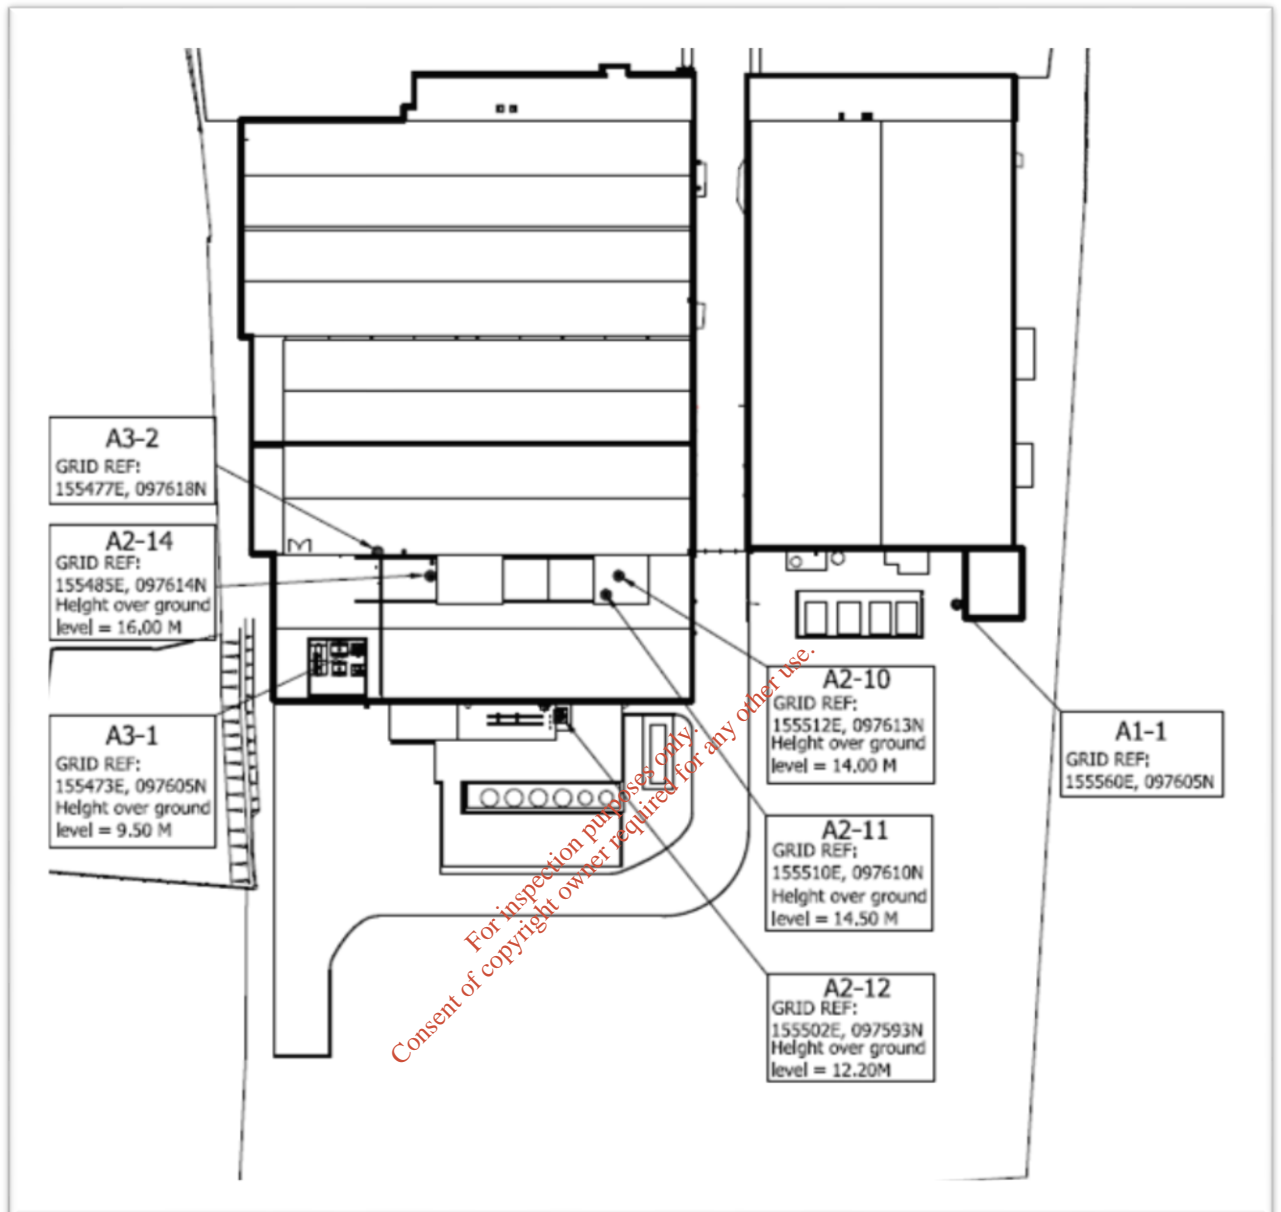 A3-2
GRID REF:
155477E, 097618N
A2-14
GRID REF:
155485E, 097614N
Height over ground
level = 16,00 M
A3-1
GRID REF:
155473E, 097605N
Height over ground
level = 9.50 M
A2-10
GRID REF:
155512E, 097613N
Height over ground
level = 14,00 M
A1-1
GRID REF:
155560E, 097605N
A2-11
GRID REF:
155510E, 097610N
Height over ground
level = 14.50 M
A2-12
GRID REF:
155502E, 097593N
Height over ground
level = 12.20M
For inspection purposes only.
Consent of copyright owner required for any other use.